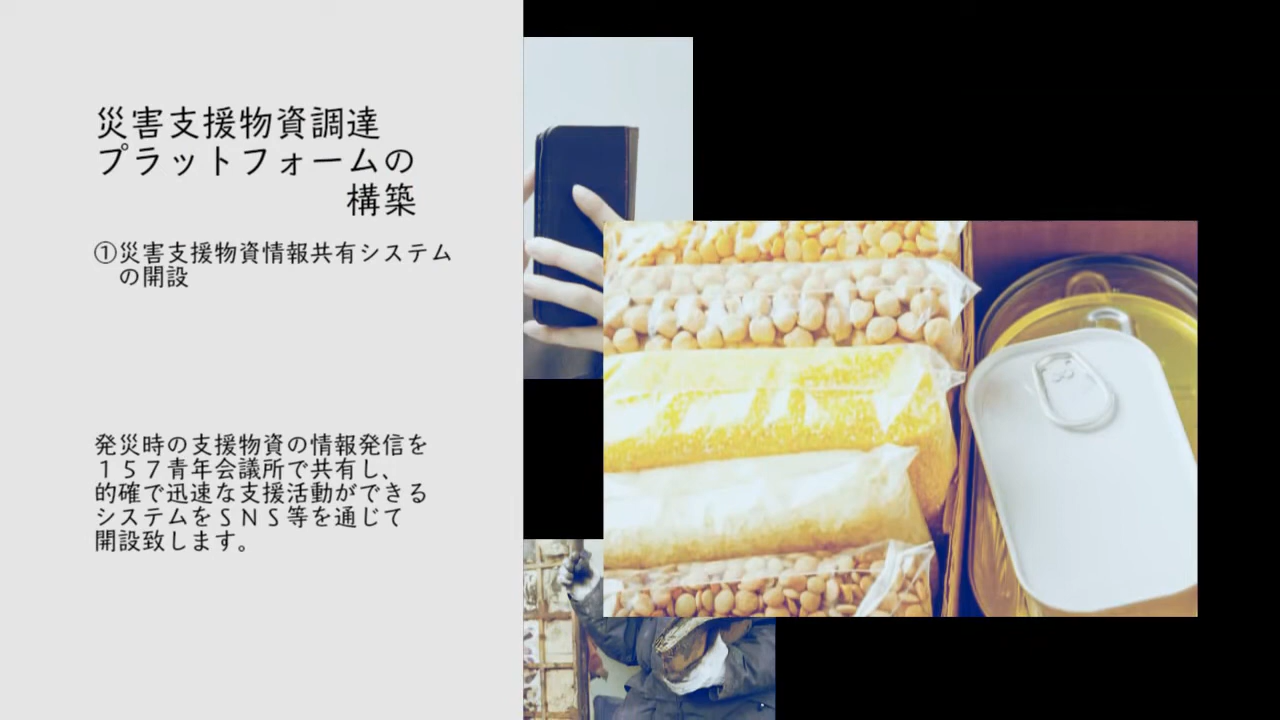 災害支援物資調達
プラットフォームの
構築
①災害支援物資情報共有システム
の開設
発災時の支援物資の情報発信を
１５７青年会議所で共有し、
的確で迅速な支援活動ができる
システムをＳＮＳ等を通じて
開設致します。